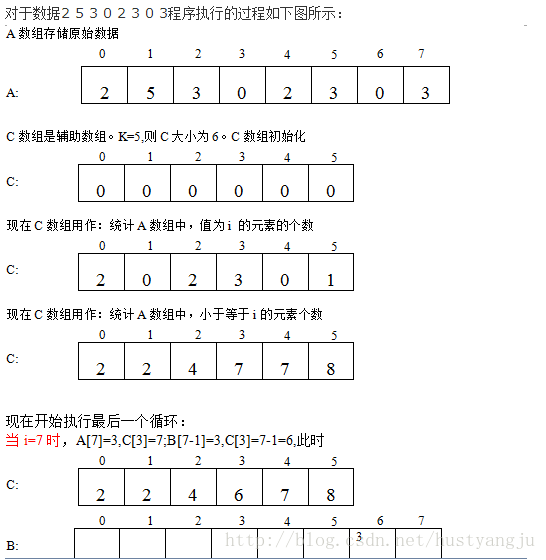 对于数据２５３０２３０3程序执行的过程如下图所示：
A 数组存储原始数据
0 1 2 3 4 5 6 7
A: 2 5 3 0 2 3 0 3
C 数组是辅助数组。K=5,则 C 大小为 6。C 数组初始化
0 1 2 3 4 5
C: 0 0 0 0 0 0
现在 C 数组用作：统计 A 数组中，值为 i 的元素的个数
0 1 2 3 4 5
C: 2 0 2 3 0 1
现在 C 数组用作：统计 A 数组中，小于等于 i 的元素个数
0 1 2 3 4 5
C: 2 2 4 7 7 8
现在开始执行最后一个循环：
当 i=7 时，A[7]=3,C[3]=7;B[7-1]=3,C[3]=7-1=6,此时
0 1 2 3 4 5
C: 2 2 4 6 7 8
0 1 2 3 4 5 6 7
B: 3
http://blog.csdn.net/hustyangju